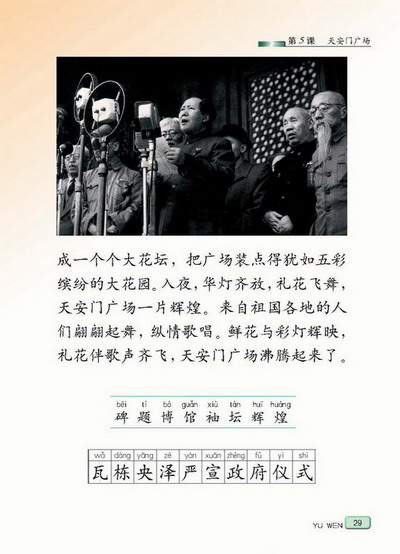 第5课 天安门广场
成一个个大花坛，把广场装点得犹如五彩
缤纷的大花园。入夜，华灯齐放，礼花飞舞，
天安门广场一片辉煌。来自祖国各地的人
们翩翩起舞，纵情歌唱。鲜花与彩灯辉映，
礼花伴歌声齐飞，天安门广场沸腾起来了。
bēi tí bó guǎn xiù tán huī huáng
碑 题 博 馆 袖 坛 辉 煌
wǎ dòng yāng zé yán xuān zhèng fǔ yí shì
瓦 栋 央 泽 严 宣 政 府 仪 式
YU WEN 29